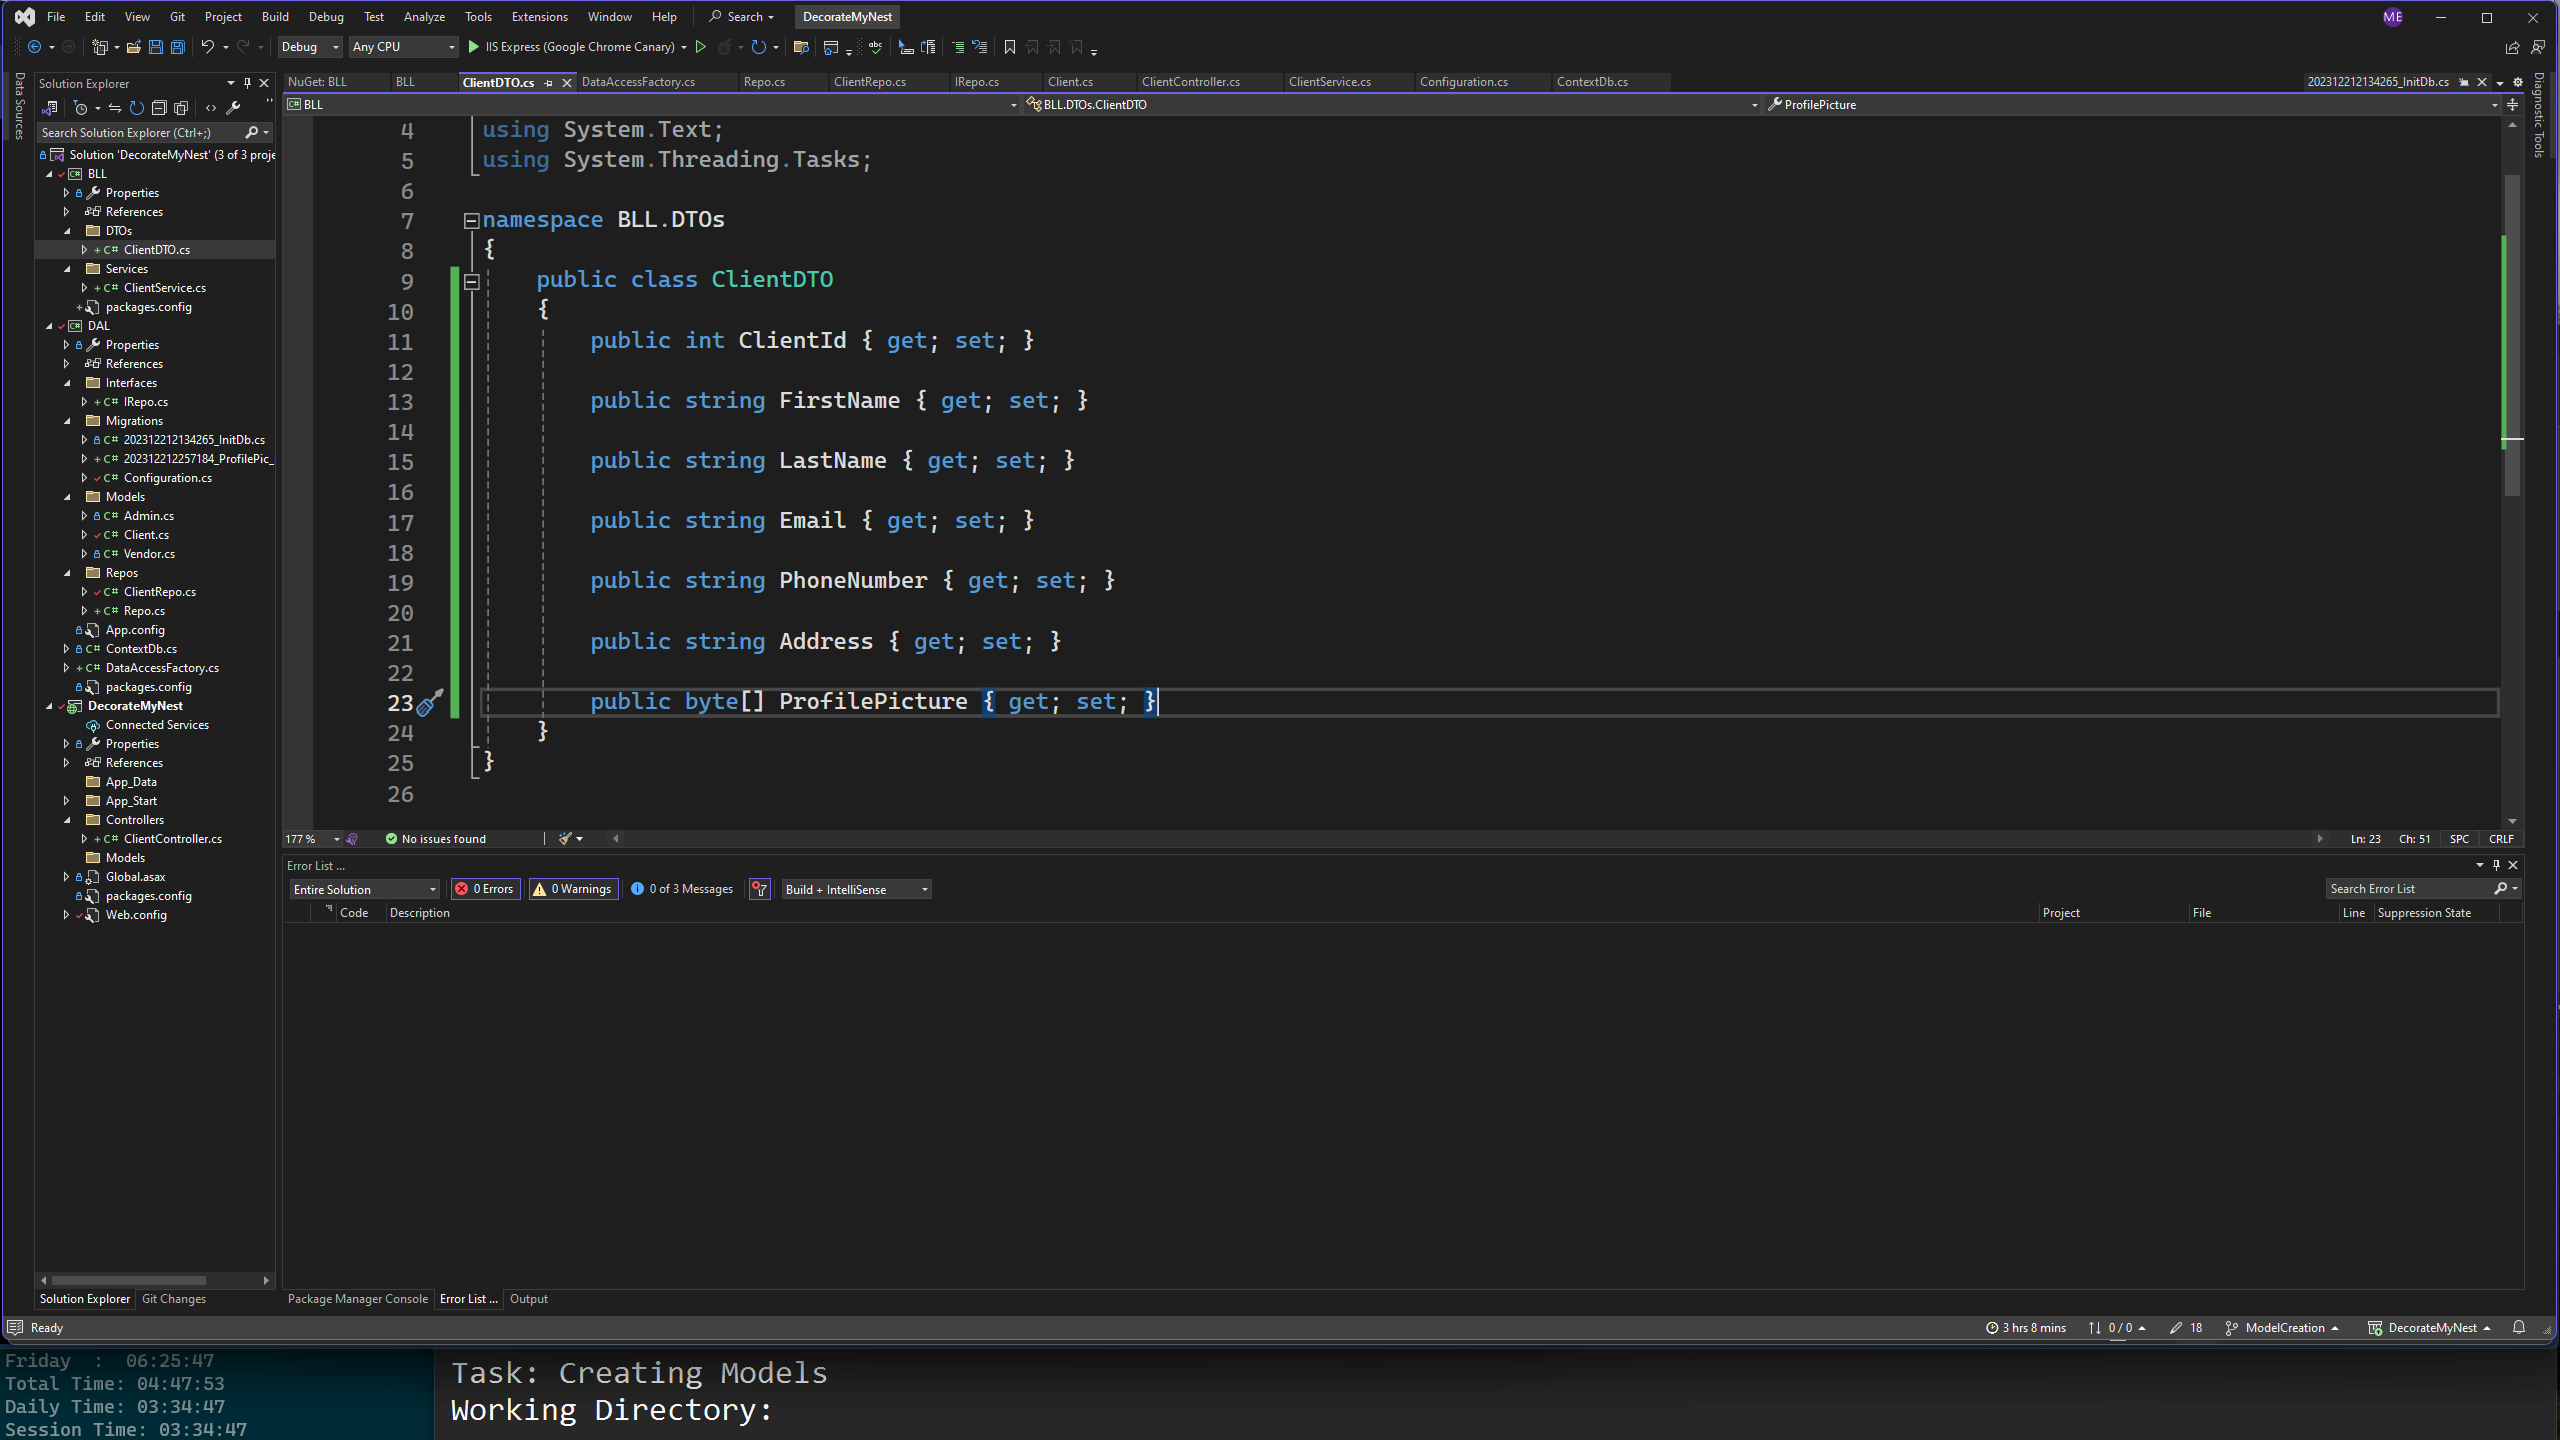 File Edit View Git Project Build Debug Test Analyze Tools Extensions Window Help Search DecorateMyNest ME
Debug Any CPU IIS Express (Google Chrome Canary)
Data Sources
Solution Explorer
Search Solution Explorer (Ctrl+;)
Solution 'DecorateMyNest' (3 of 3 proje
BLL
Properties
References
DTOs
C# ClientDTO.cs
Services
C# ClientService.cs
packages.config
DAL
Properties
References
Interfaces
C# IRepo.cs
Migrations
C# 202312212134265_InitDb.cs
C# 202312212257184_ProfilePic_
C# Configuration.cs
Models
C# Admin.cs
C# Client.cs
C# Vendor.cs
Repos
C# ClientRepo.cs
C# Repo.cs
App.config
C# ContextDb.cs
C# DataAccessFactory.cs
packages.config
DecorateMyNest
Connected Services
Properties
References
App_Data
App_Start
Controllers
C# ClientController.cs
Models
Global.asax
packages.config
Web.config
Solution Explorer Git Changes
NuGet: BLL BLL ClientDTO.cs DataAccessFactory.cs Repo.cs ClientRepo.cs IRepo.cs Client.cs ClientController.cs ClientService.cs Configuration.cs ContextDb.cs 202312212134265_InitDb.cs
BLL BLL.DTOs.ClientDTO ProfilePicture
4 using System.Text;
5 using System.Threading.Tasks;
6
7 namespace BLL.DTOs
8 {
9 public class ClientDTO
10 {
11 public int ClientId { get; set; }
12
13 public string FirstName { get; set; }
14
15 public string LastName { get; set; }
16
17 public string Email { get; set; }
18
19 public string PhoneNumber { get; set; }
20
21 public string Address { get; set; }
22
23 public byte[] ProfilePicture { get; set; }
24 }
25 }
26
177 % No issues found Ln: 23 Ch: 51 SPC CRLF
Diagnostic Tools
Error List ...
Entire Solution 0 Errors 0 Warnings 0 of 3 Messages Build + IntelliSense Search Error List
Code Description Project File Line Suppression State
Package Manager Console Error List ... Output
Ready 3 hrs 8 mins 0 / 0 18 ModelCreation DecorateMyNest
Friday : 06:25:47
Total Time: 04:47:53
Daily Time: 03:34:47
Session Time: 03:34:47
Task: Creating Models
Working Directory: